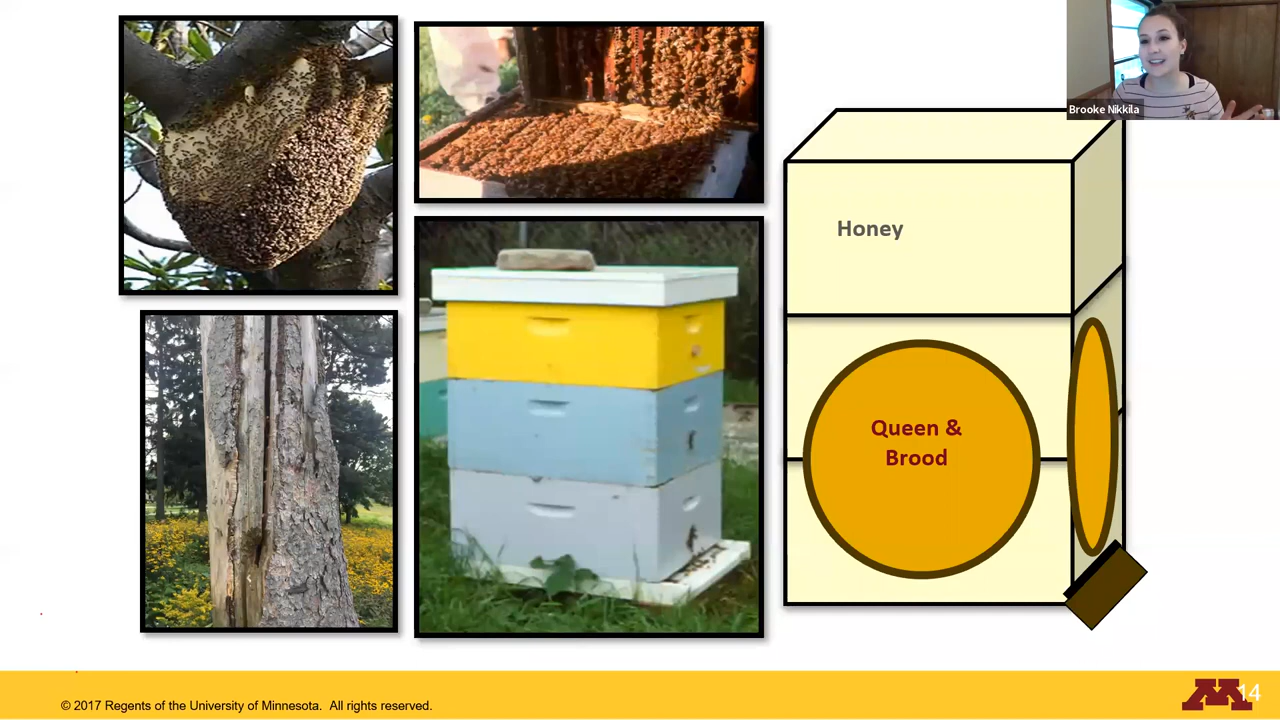 Brooke Nikkila
Honey
Queen &
Brood
© 2017 Regents of the University of Minnesota.  All rights reserved.
M
14